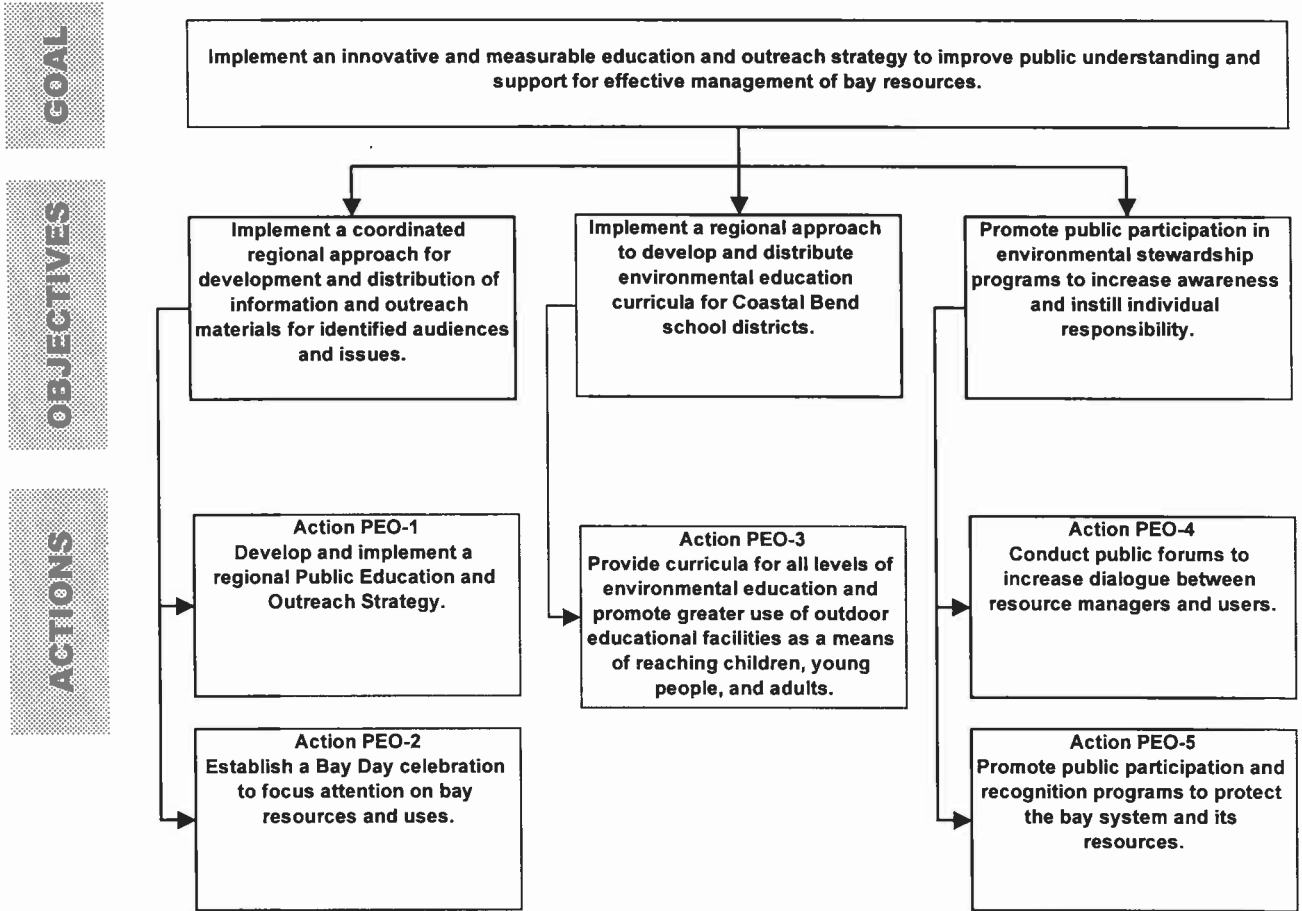 GOAL
Implement an innovative and measurable education and outreach strategy to improve public understanding and
support for effective management of bay resources.
OBJECTIVES
Implement a coordinated
regional approach for
development and distribution of
information and outreach
materials for identified audiences
and issues.
Implement a regional approach
to develop and distribute
environmental education
curricula for Coastal Bend
school districts.
Promote public participation in
environmental stewardship
programs to increase awareness
and instill individual
responsibility.
ACTIONS
Action PEO-1
Develop and implement a
regional Public Education and
Outreach Strategy.
Action PEO-3
Provide curricula for all levels of
environmental education and
promote greater use of outdoor
educational facilities as a means
of reaching children, young
people, and adults.
Action PEO-4
Conduct public forums to
increase dialogue between
resource managers and users.
Action PEO-2
Establish a Bay Day celebration
to focus attention on bay
resources and uses.
Action PEO-5
Promote public participation and
recognition programs to protect
the bay system and its
resources.